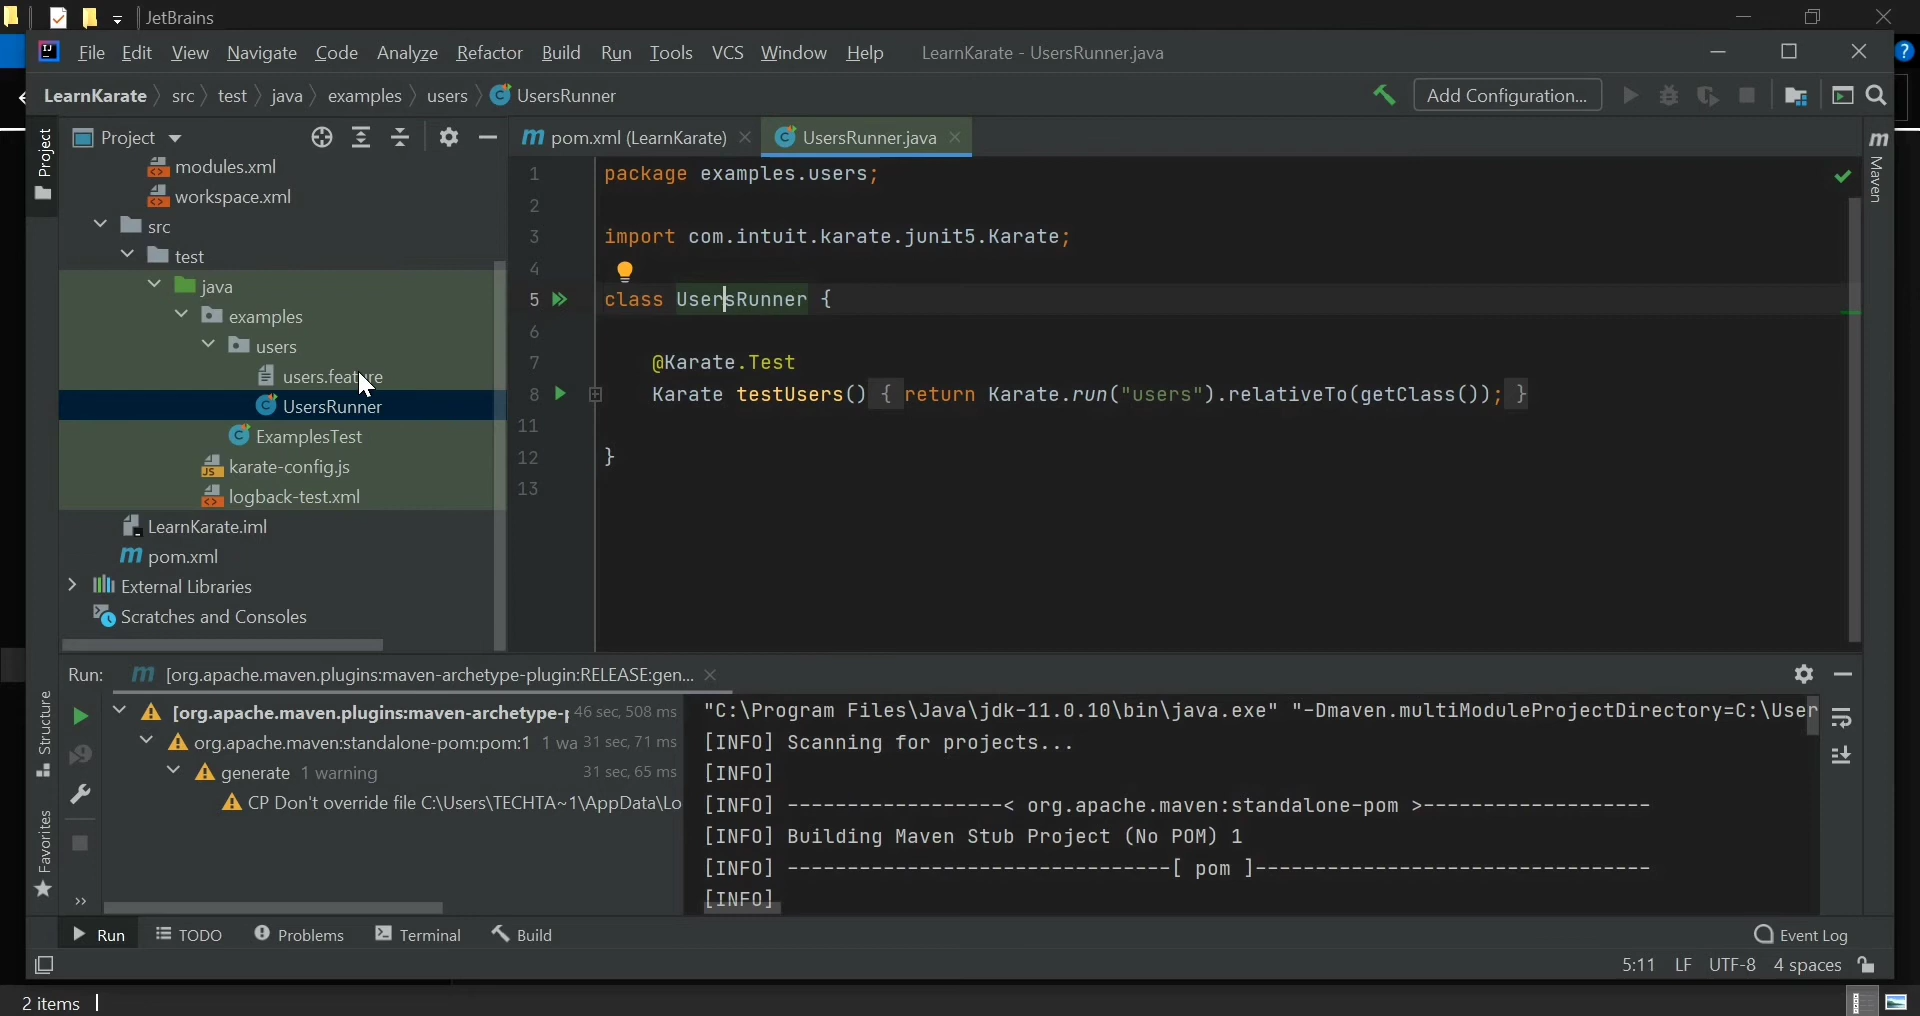 JetBrains
File Edit View Navigate Code Analyze Refactor Build Run Tools VCS Window Help LearnKarate - UsersRunner.java
LearnKarate src test java examples users UsersRunner Add Configuration...
Project
Project
pom.xml (LearnKarate)
UsersRunner.java
Maven
modules.xml
workspace.xml
src
test
java
examples
users
users.feature
UsersRunner
ExamplesTest
karate-config.js
logback-test.xml
LearnKarate.iml
pom.xml
External Libraries
Scratches and Consoles
1 package examples.users;
2
3 import com.intuit.karate.junit5.Karate;
4
5 class UsersRunner {
6
7 @Karate.Test
8 Karate testUsers() { return Karate.run("users").relativeTo(getClass()); }
11
12 }
13
Structure
Favorites
Run: [org.apache.maven.plugins:maven-archetype-plugin:RELEASE:gen...
[org.apache.maven.plugins:maven-archetype-p 46 sec, 508 ms
org.apache.maven:standalone-pom:pom:1 1 wa 31 sec, 71 ms
generate 1 warning 31 sec, 65 ms
CP Don't override file C:\Users\TECHTA~1\AppData\Lo
"C:\Program Files\Java\jdk-11.0.10\bin\java.exe" "-Dmaven.multiModuleProjectDirectory=C:\User
[INFO] Scanning for projects...
[INFO]
[INFO] ------------------< org.apache.maven:standalone-pom >-------------------
[INFO] Building Maven Stub Project (No POM) 1
[INFO] --------------------------------[ pom ]---------------------------------
[INFO]
Run TODO Problems Terminal Build Event Log
5:11 LF UTF-8 4 spaces
2 items